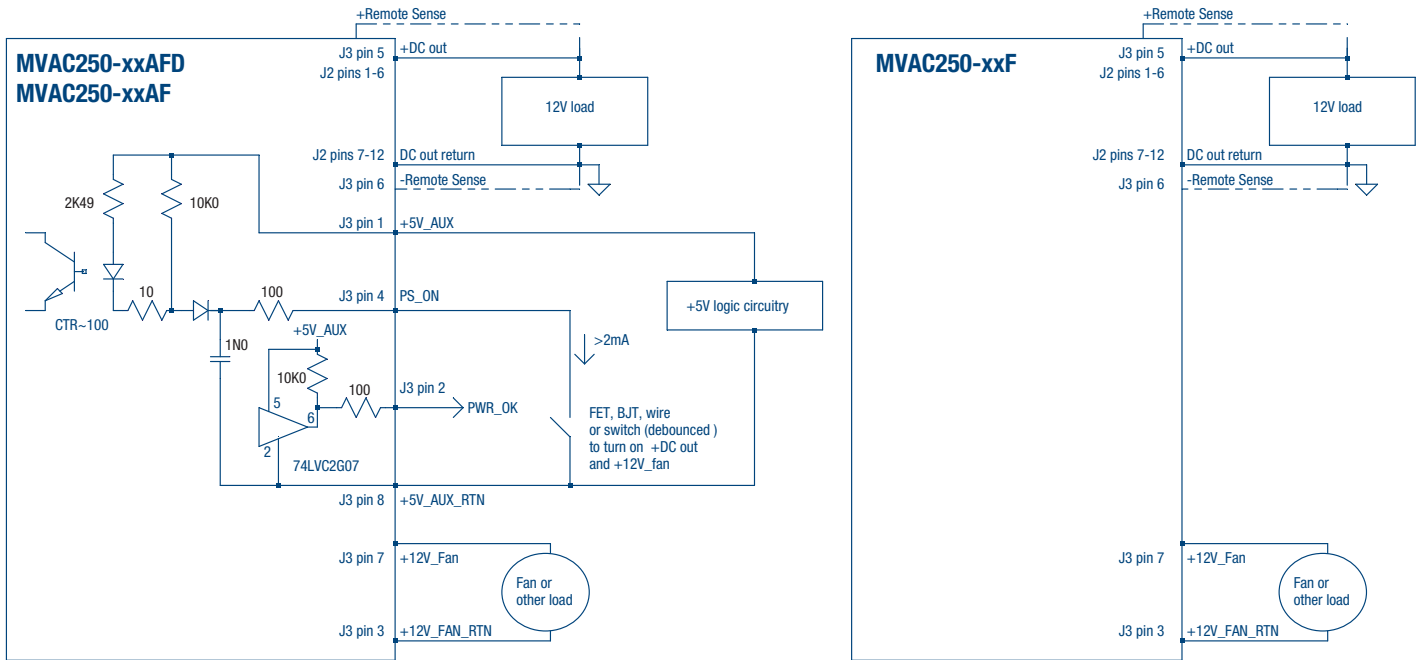 +Remote Sense
MVAC250-xxAFD
MVAC250-xxAF
J3 pin 5
+DC out
J2 pins 1-6
12V load
J2 pins 7-12
DC out return
J3 pin 6
-Remote Sense
2K49
10K0
J3 pin 1
+5V_AUX
10
100
J3 pin 4
PS_ON
+5V logic circuitry
CTR~100
+5V_AUX
1N0
>2mA
10K0
100
J3 pin 2
PWR_OK
5
6
2
74LVC2G07
FET, BJT, wire
or switch (debounced )
to turn on +DC out
and +12V_fan
J3 pin 8
+5V_AUX_RTN
J3 pin 7
+12V_Fan
Fan or
other load
J3 pin 3
+12V_FAN_RTN
+Remote Sense
MVAC250-xxF
J3 pin 5
+DC out
J2 pins 1-6
12V load
J2 pins 7-12
DC out return
J3 pin 6
-Remote Sense
J3 pin 7
+12V_Fan
Fan or
other load
J3 pin 3
+12V_FAN_RTN